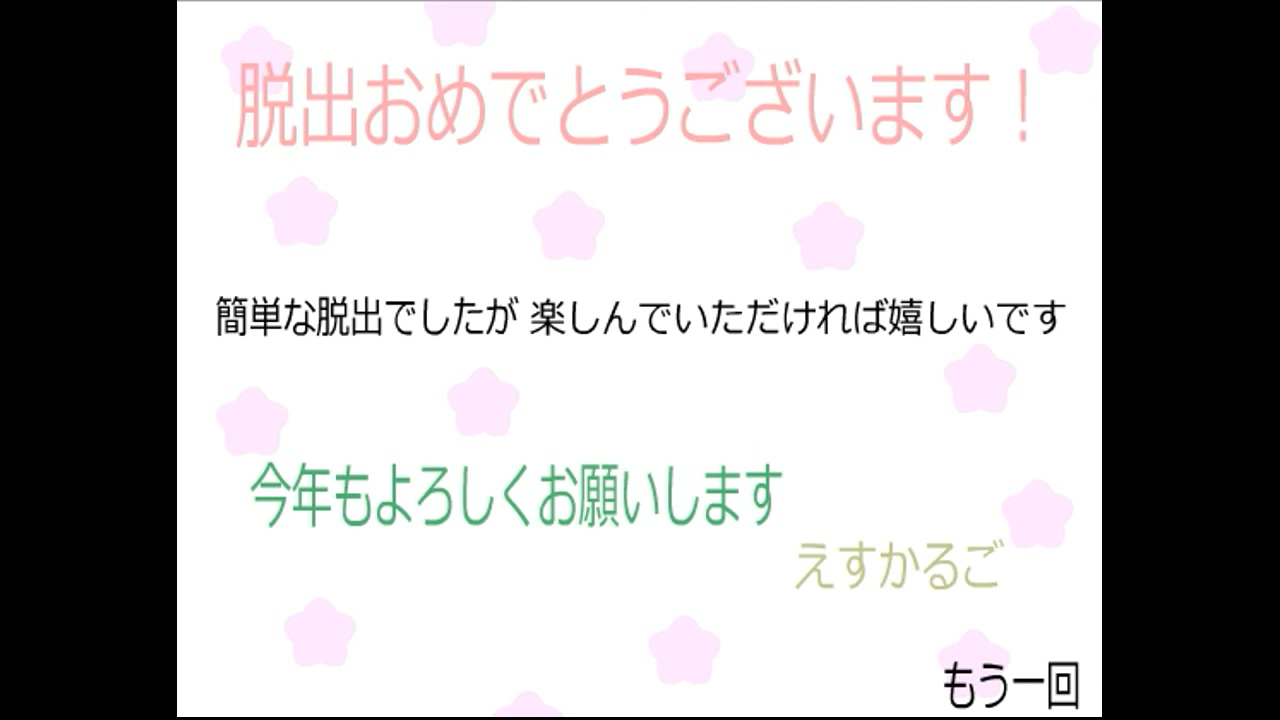 脱出おめでとうございます！
簡単な脱出でしたが 楽しんでいただければ嬉しいです
今年もよろしくお願いします
えすかるご
もう一回